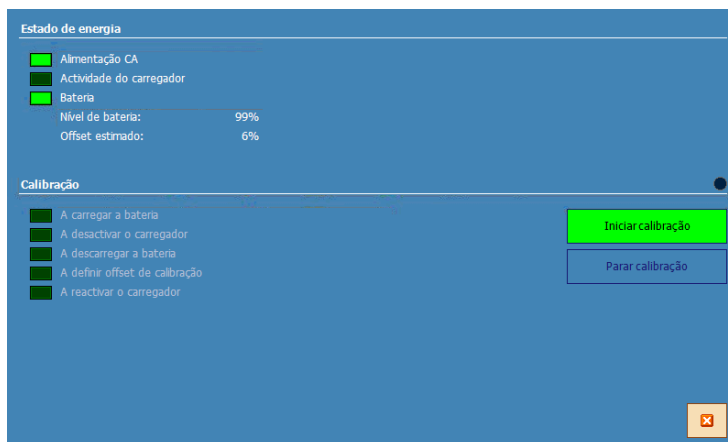 Estado de energia
Alimentação CA
Actividade do carregador
Bateria
Nível de bateria: 99%
Offset estimado: 6%
Calibração
A carregar a bateria
A desactivar o carregador
A descarregar a bateria
A definir offset de calibração
A reactivar o carregador
Iniciar calibração
Parar calibração